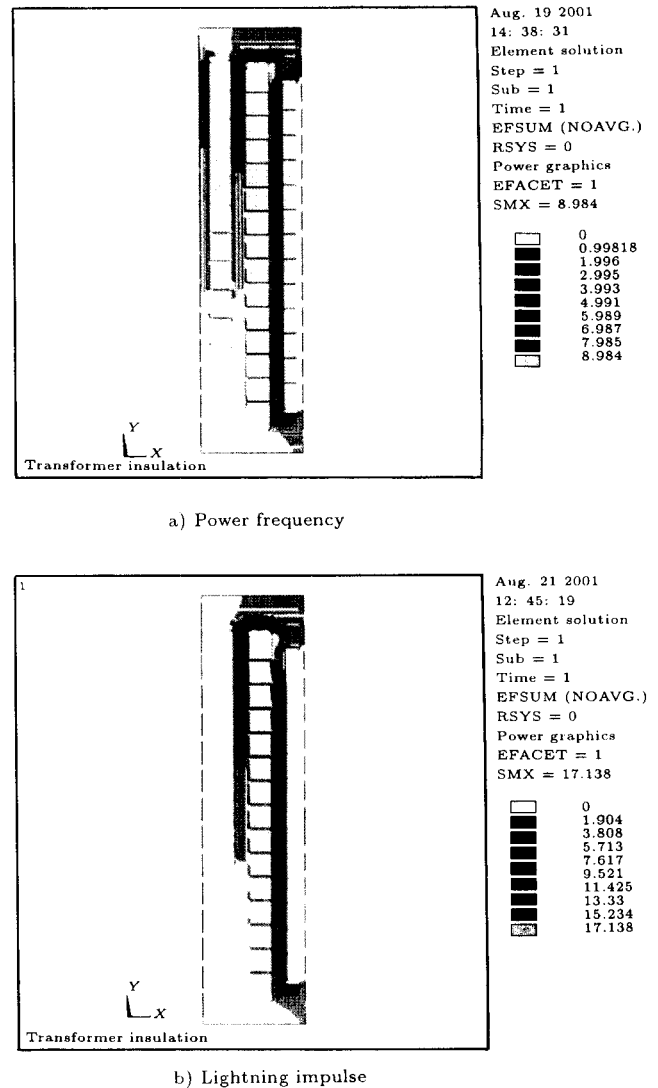 Aug. 19 2001
14: 38: 31
Element solution
Step = 1
Sub = 1
Time = 1
EFSUM (NOAVG.)
RSYS = 0
Power graphics
EFACET = 1
SMX = 8.984
0
0.99818
1.996
2.995
3.993
4.991
5.989
6.987
7.985
8.984
Y
X
Transformer insulation
a) Power frequency
1
Aug. 21 2001
12: 45: 19
Element solution
Step = 1
Sub = 1
Time = 1
EFSUM (NOAVG.)
RSYS = 0
Power graphics
EFACET = 1
SMX = 17.138
0
1.904
3.808
5.713
7.617
9.521
11.425
13.33
15.234
17.138
Y
X
Transformer insulation
b) Lightning impulse